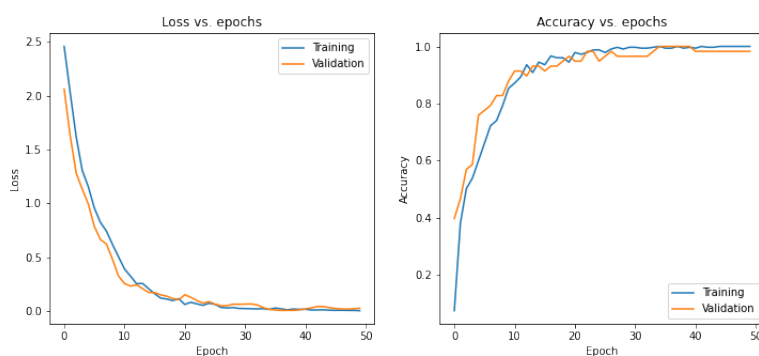 Loss vs. epochs
2.5
2.0
1.5
1.0
0.5
0.0
Loss
0 10 20 30 40 50
Epoch
Training
Validation
Accuracy vs. epochs
1.0
0.8
0.6
0.4
0.2
Accuracy
0 10 20 30 40 50
Epoch
Training
Validation